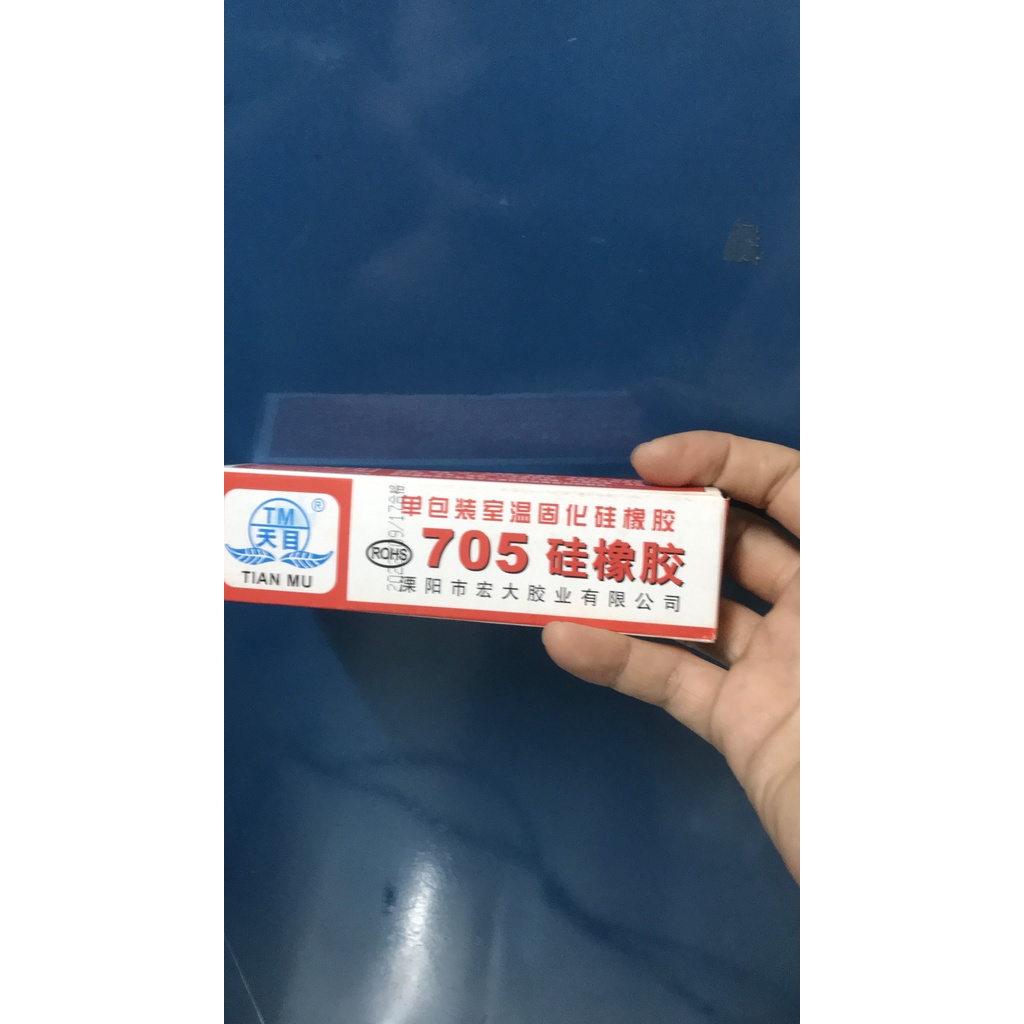 TM
天目
®
TIAN MU
单包装室温固化硅橡胶
ROHS
705 硅橡胶
溧阳市宏大胶业有限公司